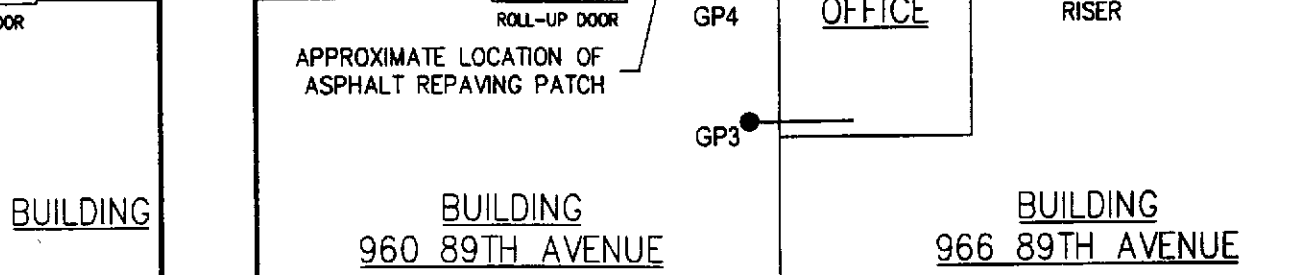 OOR
ROLL-UP DOOR
GP4
OFFICE
RISER
APPROXIMATE LOCATION OF
ASPHALT REPAVING PATCH
GP3
BUILDING
BUILDING
960 89TH AVENUE
BUILDING
966 89TH AVENUE